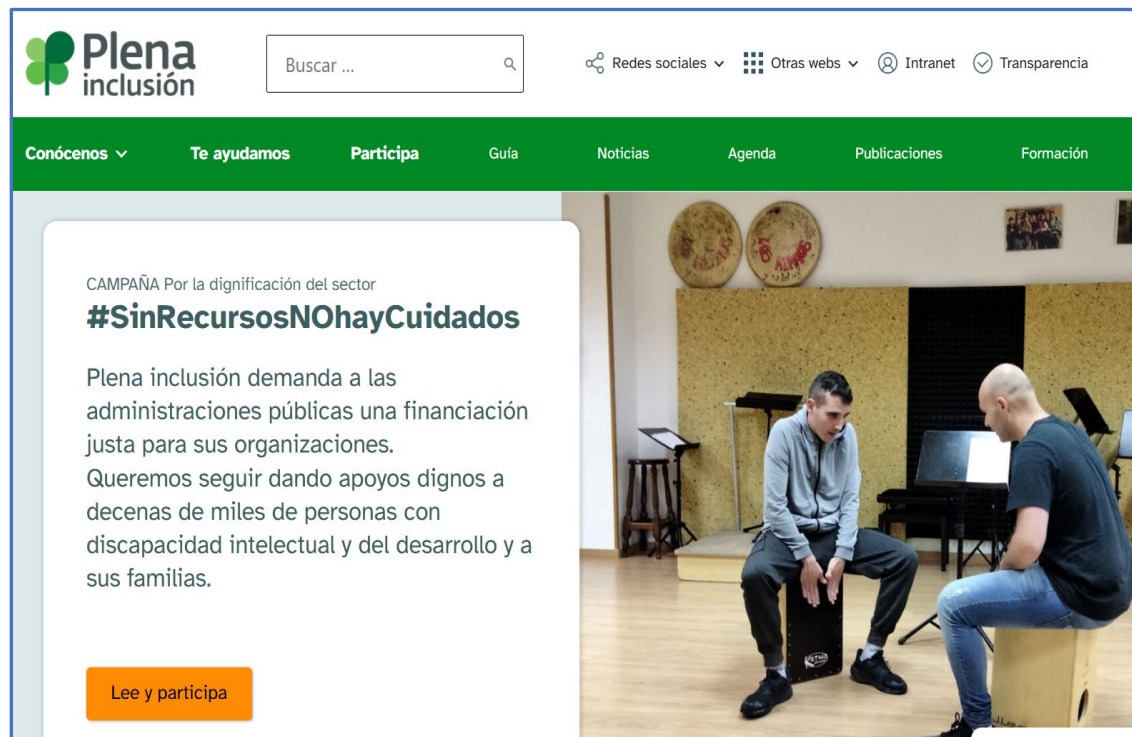 Plena
inclusión
Buscar ...
Redes sociales
Otras webs
Intranet
Transparencia
Conócenos
Te ayudamos
Participa
Guía
Noticias
Agenda
Publicaciones
Formación
CAMPAÑA Por la dignificación del sector
#SinRecursosNOhayCuidados
Plena inclusión demanda a las
administraciones públicas una financiación
justa para sus organizaciones.
Queremos seguir dando apoyos dignos a
decenas de miles de personas con
discapacidad intelectual y del desarrollo y a
sus familias.
Lee y participa